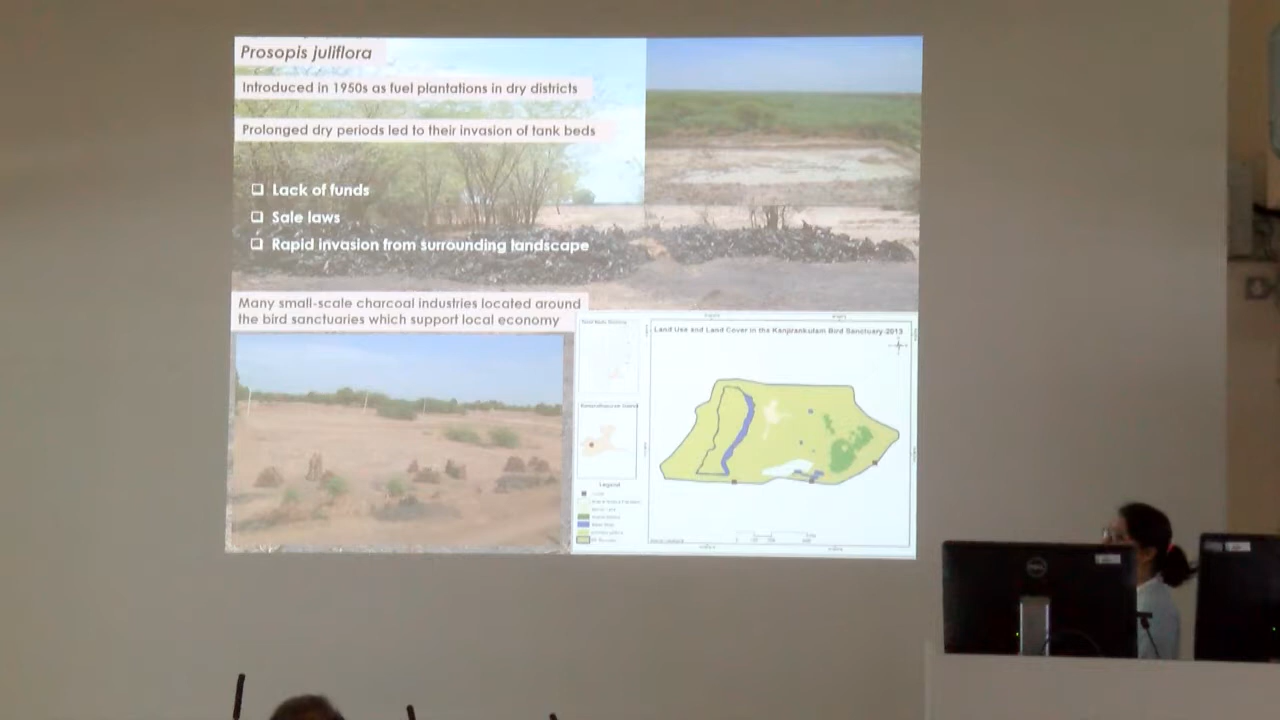 Prosopis juliflora
Introduced in 1950s as fuel plantations in dry districts
Prolonged dry periods led to their invasion of tank beds
❑ Lack of funds
❑ Sale laws
❑ Rapid invasion from surrounding landscape
Many small-scale charcoal industries located around
the bird sanctuaries which support local economy
Land Use and Land Cover in the Kanjirankulam Bird Sanctuary-2013
Legend
DELL